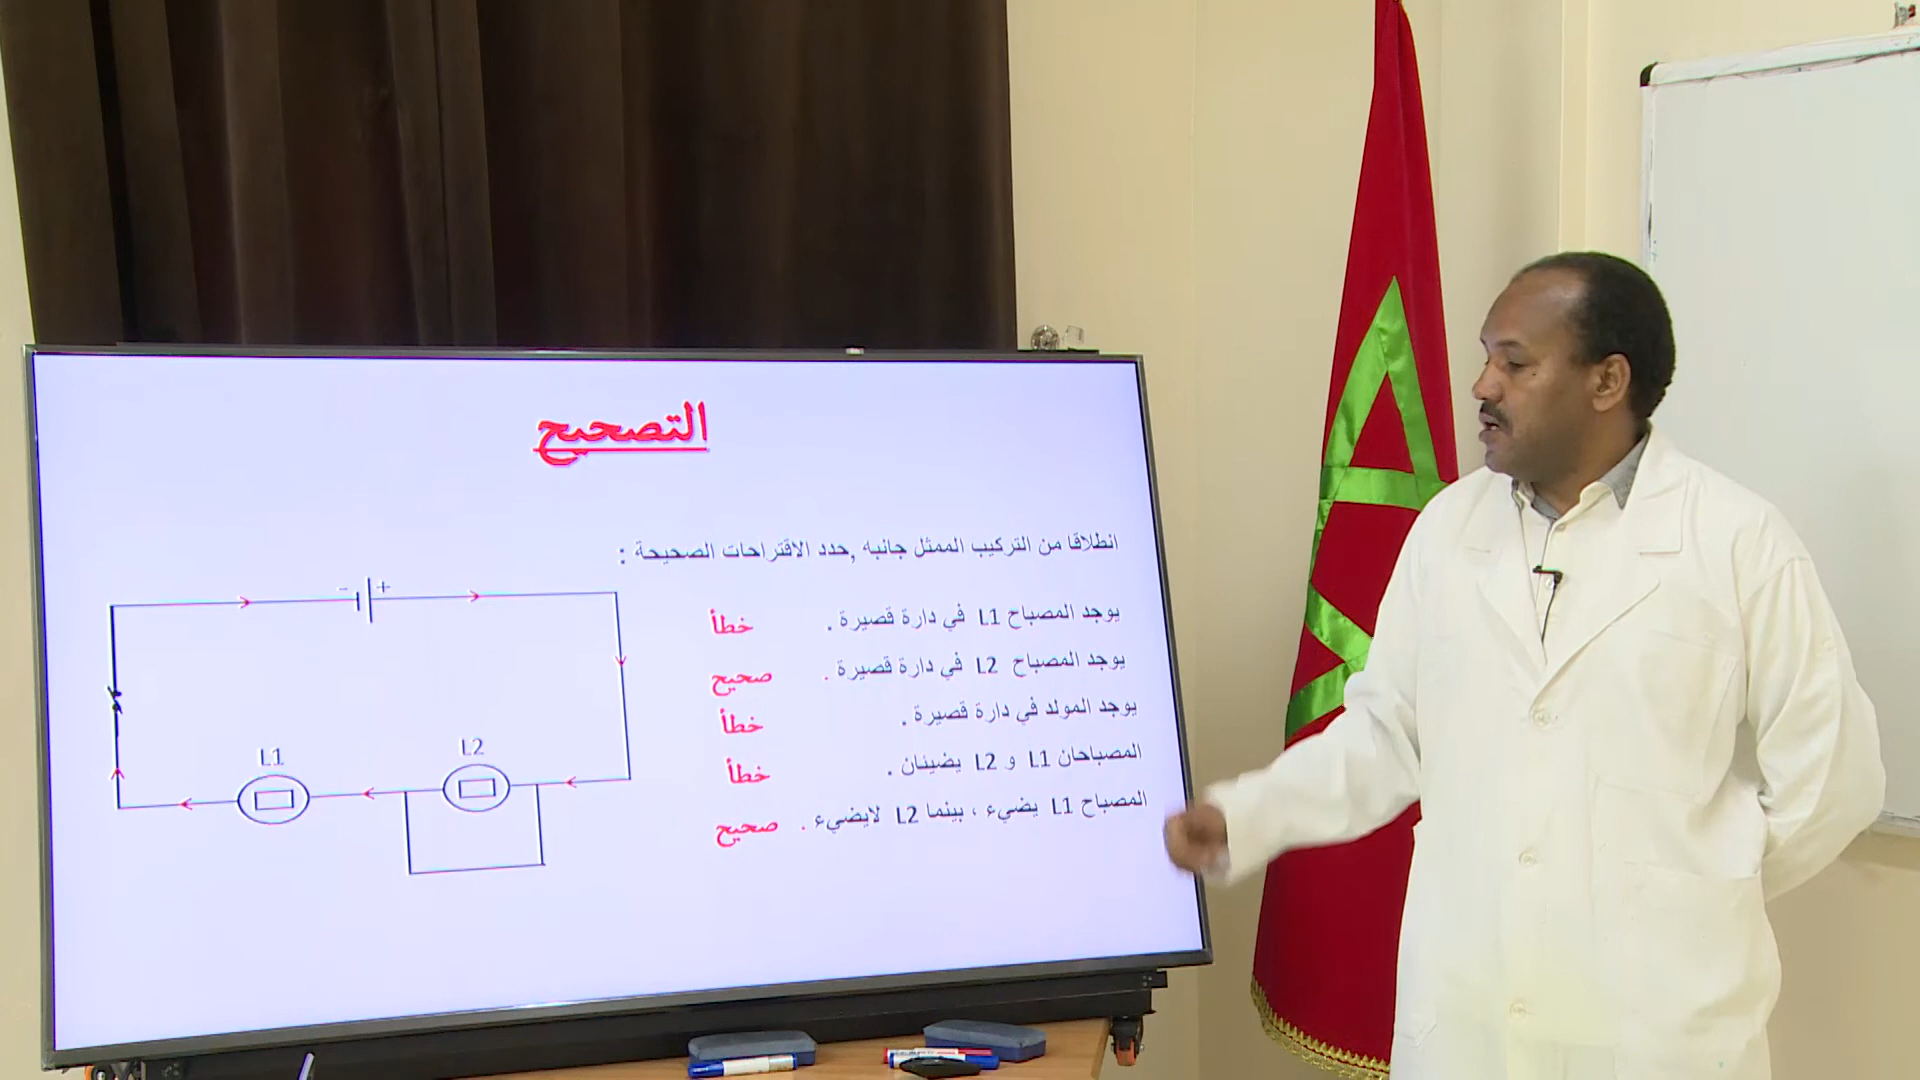 التصحيح
انطلاقا من التركيب الممثل جانبه ,حدد الاقتراحات الصحيحة :
يوجد المصباح L1 في دارة قصيرة . خطأ
يوجد المصباح L2 في دارة قصيرة . صحيح
يوجد المولد في دارة قصيرة . خطأ
المصباحان L1 و L2 يضيئان . خطأ
المصباح L1 يضيء ، بينما L2 لايضيء . صحيح
- +
L1
L2